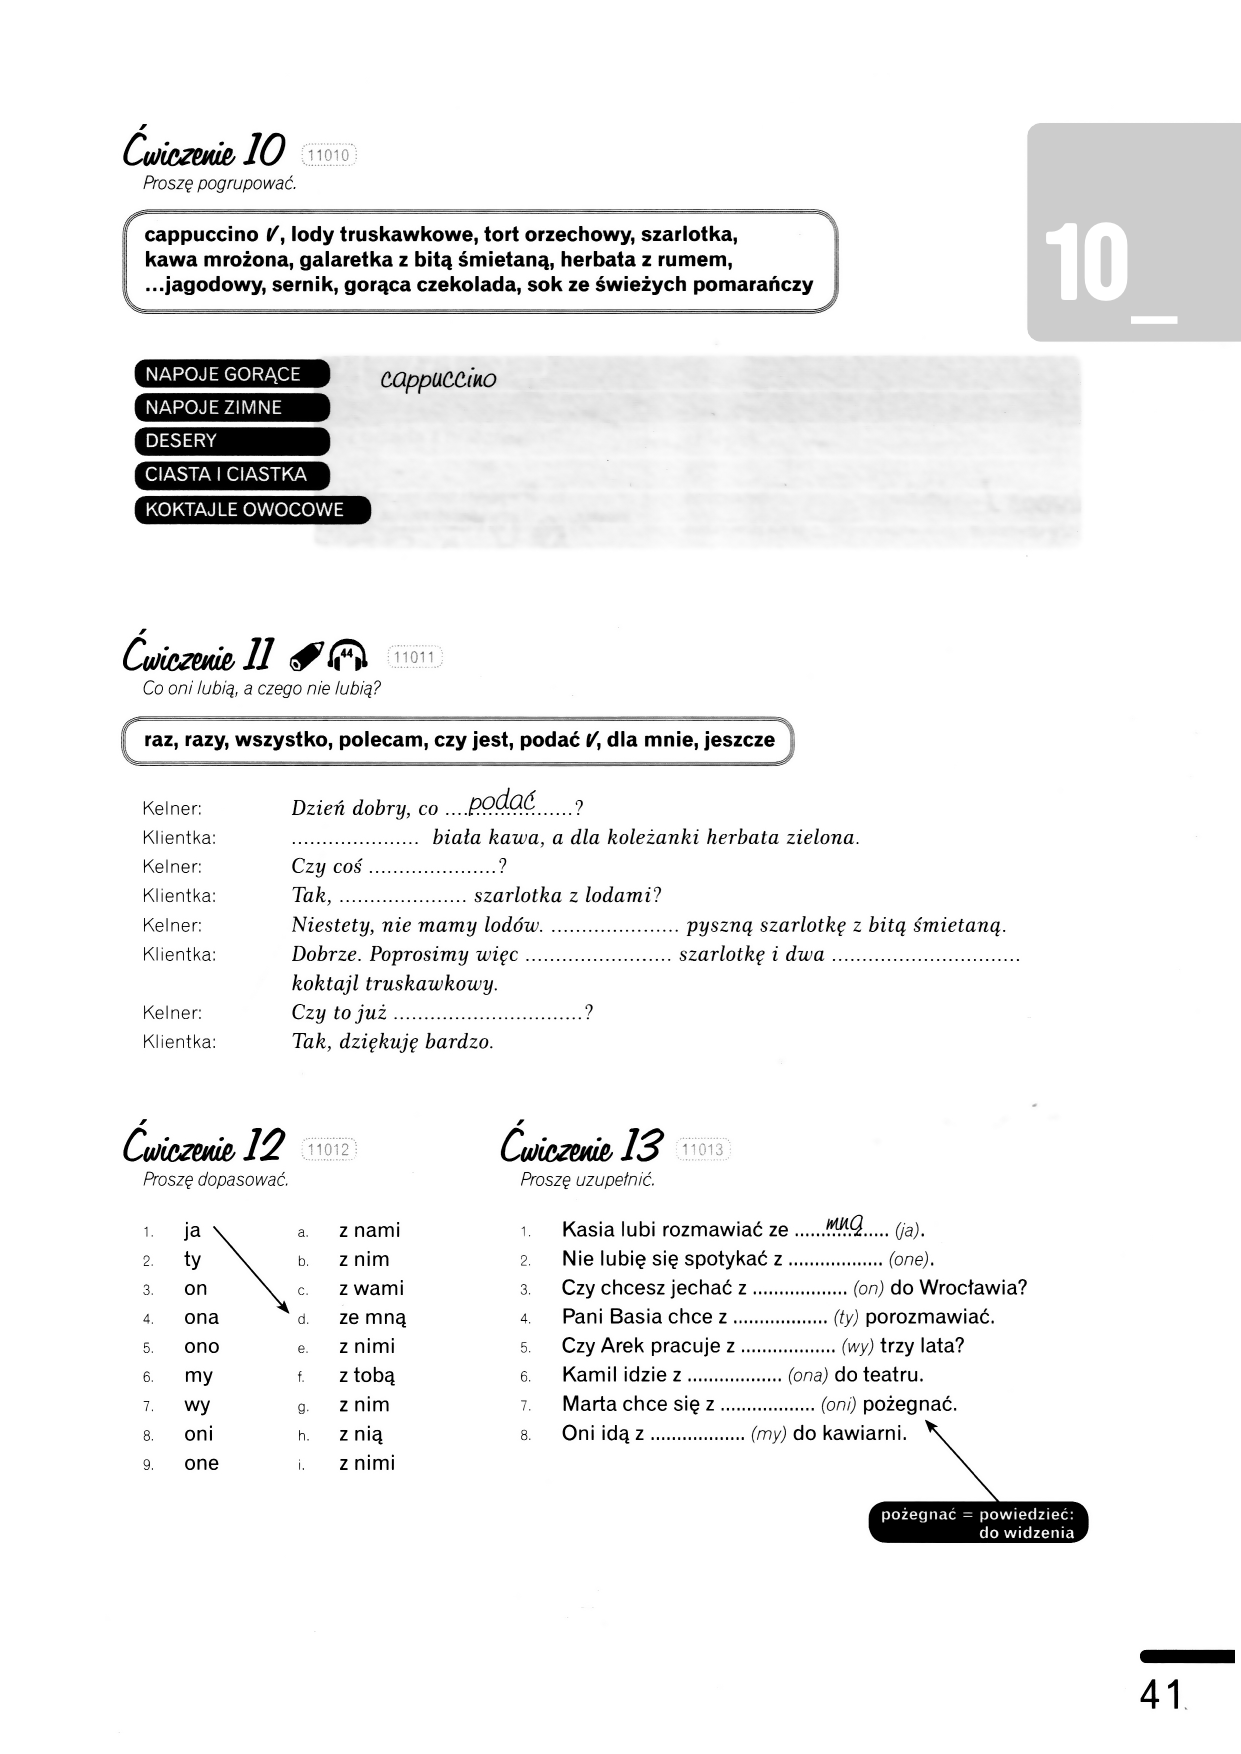 Ćwiczenie 10 11010
Proszę pogrupować.
10_
cappuccino ✓, lody truskawkowe, tort orzechowy, szarlotka,
kawa mrożona, galaretka z bitą śmietaną, herbata z rumem,
...jagodowy, sernik, gorąca czekolada, sok ze świeżych pomarańczy
NAPOJE GORĄCE cappuccino
NAPOJE ZIMNE
DESERY
CIASTA I CIASTKA
KOKTAJLE OWOCOWE
Ćwiczenie 11 44 11011
Co oni lubią, a czego nie lubią?
raz, razy, wszystko, polecam, czy jest, podać ✓, dla mnie, jeszcze
Kelner: Dzień dobry, co ....podać......?
Klientka: ..................... biała kawa, a dla koleżanki herbata zielona.
Kelner: Czy coś .....................?
Klientka: Tak, ..................... szarlotka z lodami?
Kelner: Niestety, nie mamy lodów. ..................... pyszną szarlotkę z bitą śmietaną.
Klientka: Dobrze. Poprosimy więc ........................ szarlotkę i dwa ...............................
koktajl truskawkowy.
Kelner: Czy to już ...............................?
Klientka: Tak, dziękuję bardzo.
Ćwiczenie 12 11012
Proszę dopasować.
1. ja a. z nami
2. ty b. z nim
3. on c. z wami
4. ona d. ze mną
5. ono e. z nimi
6. my f. z tobą
7. wy g. z nim
8. oni h. z nią
9. one i. z nimi
Ćwiczenie 13 11013
Proszę uzupełnić.
1. Kasia lubi rozmawiać ze ......mną..... (ja).
2. Nie lubię się spotykać z .................. (one).
3. Czy chcesz jechać z .................. (on) do Wrocławia?
4. Pani Basia chce z .................. (ty) porozmawiać.
5. Czy Arek pracuje z .................. (wy) trzy lata?
6. Kamil idzie z .................. (ona) do teatru.
7. Marta chce się z .................. (oni) pożegnać.
8. Oni idą z .................. (my) do kawiarni.
pożegnać = powiedzieć:
do widzenia
41